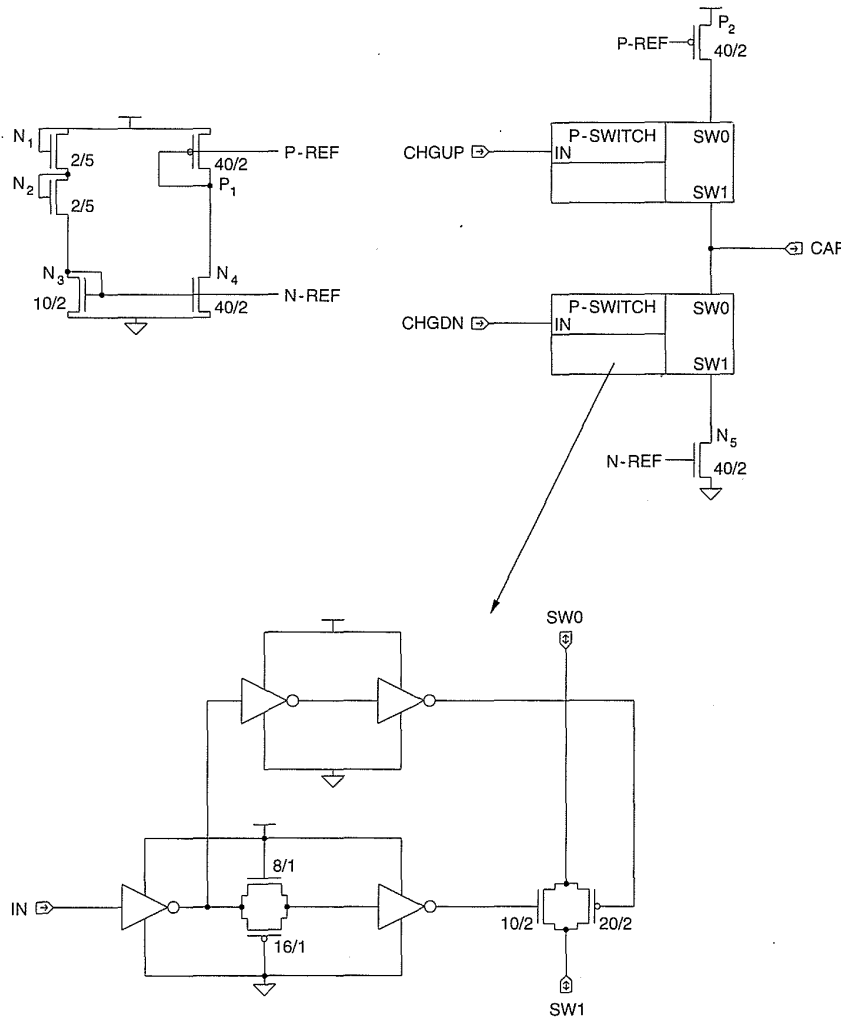 P2
P-REF
40/2
N1
2/5
N2
2/5
40/2
P1
P-REF
N3
10/2
N4
40/2
N-REF
CHGUP
P-SWITCH
IN
SW0
SW1
CHGDN
P-SWITCH
IN
SW0
SW1
N5
N-REF
40/2
SW0
8/1
IN
16/1
10/2
20/2
SW1